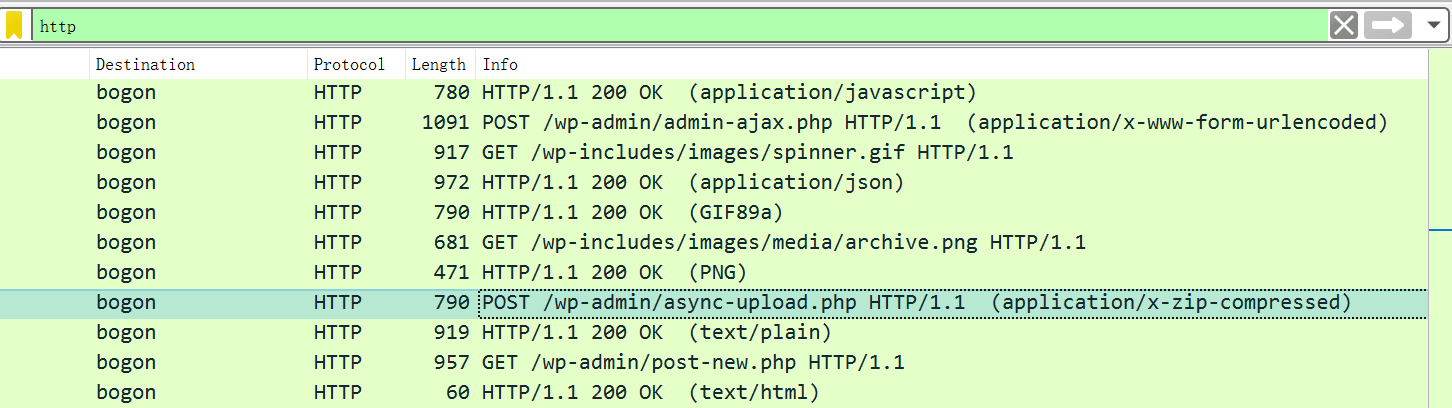 http
Destination Protocol Length Info
bogon HTTP 780 HTTP/1.1 200 OK (application/javascript)
bogon HTTP 1091 POST /wp-admin/admin-ajax.php HTTP/1.1 (application/x-www-form-urlencoded)
bogon HTTP 917 GET /wp-includes/images/spinner.gif HTTP/1.1
bogon HTTP 972 HTTP/1.1 200 OK (application/json)
bogon HTTP 790 HTTP/1.1 200 OK (GIF89a)
bogon HTTP 681 GET /wp-includes/images/media/archive.png HTTP/1.1
bogon HTTP 471 HTTP/1.1 200 OK (PNG)
bogon HTTP 790 POST /wp-admin/async-upload.php HTTP/1.1 (application/x-zip-compressed)
bogon HTTP 919 HTTP/1.1 200 OK (text/plain)
bogon HTTP 957 GET /wp-admin/post-new.php HTTP/1.1
bogon HTTP 60 HTTP/1.1 200 OK (text/html)